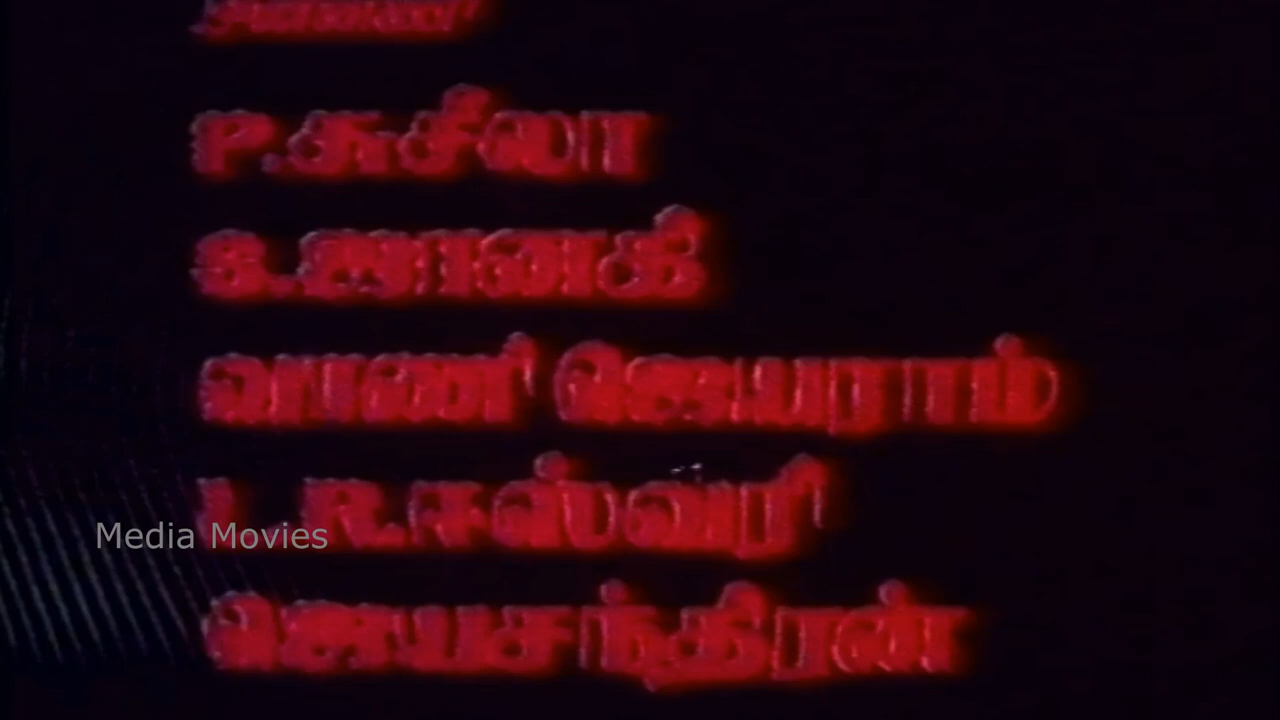 P.சுசீலா
S.ஜானகி
வாணி ஜெயராம்
L.R.ஈஸ்வரி
Media Movies
ஜெயசந்திரன்